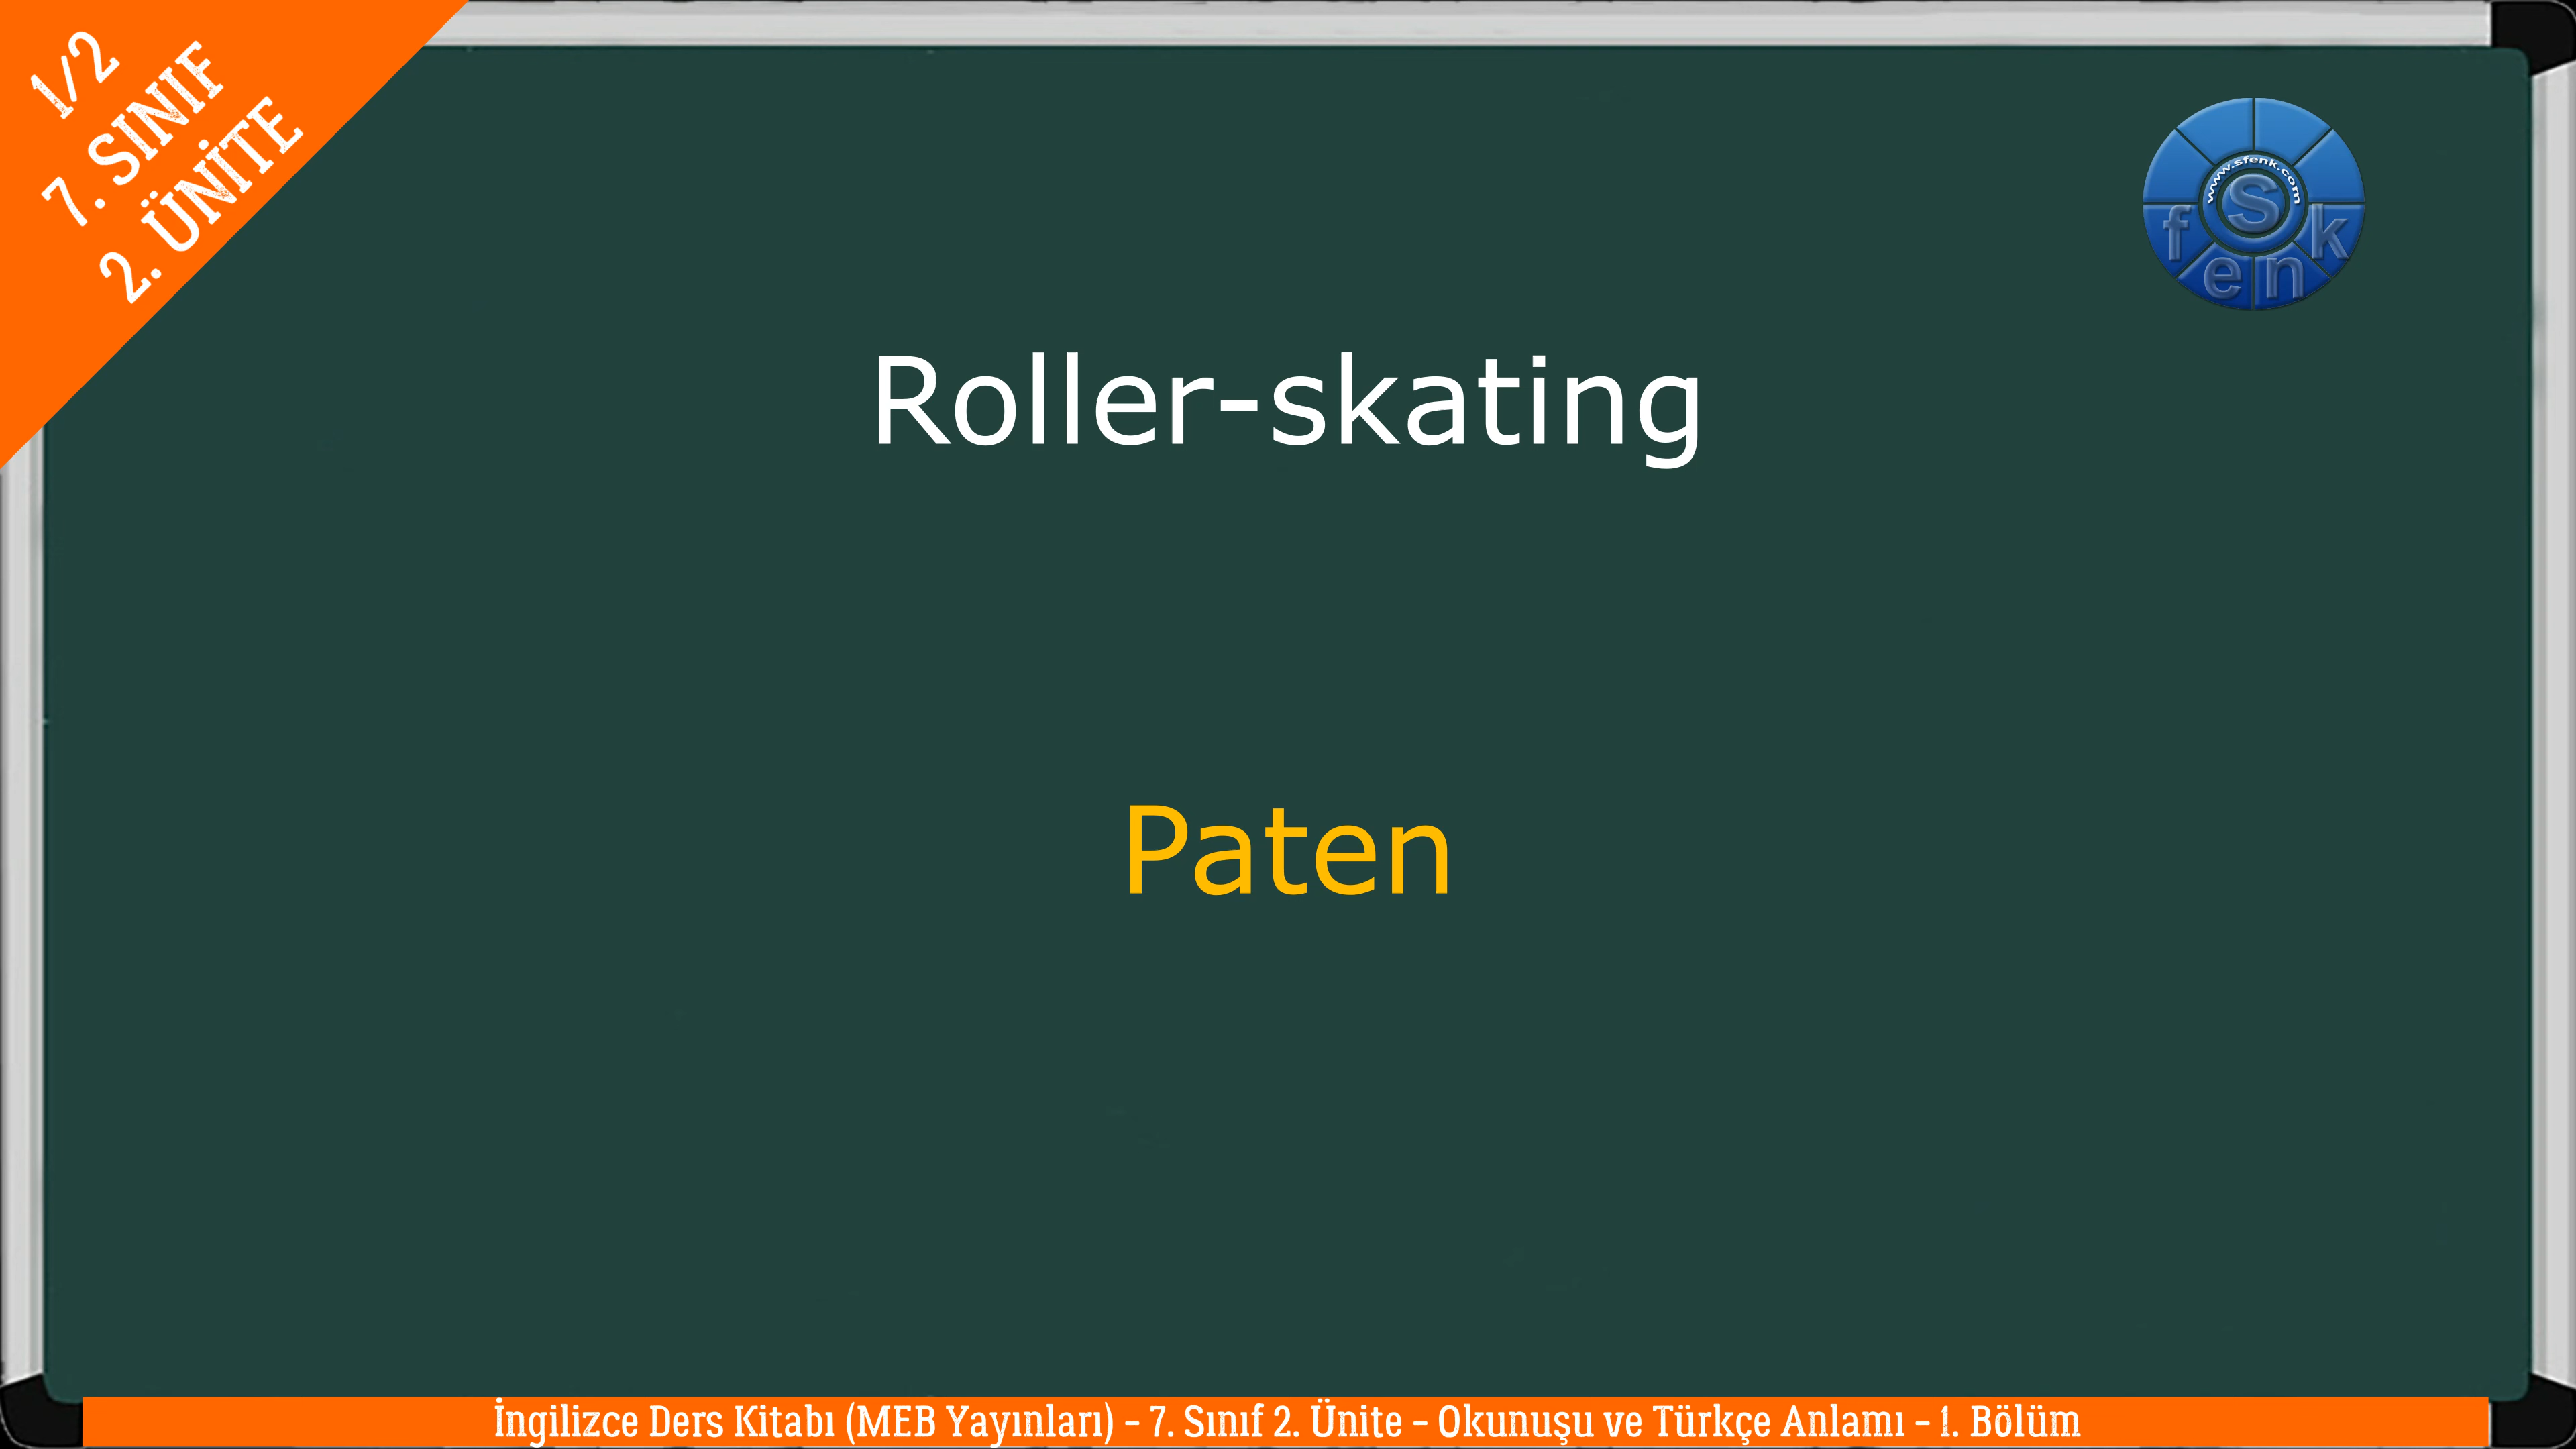 1/2
7. SINIF
2. ÜNİTE
www.sfenk.com
S
f e n k
Roller-skating
Paten
İngilizce Ders Kitabı (MEB Yayınları) – 7. Sınıf 2. Ünite – Okunuşu ve Türkçe Anlamı – 1. Bölüm